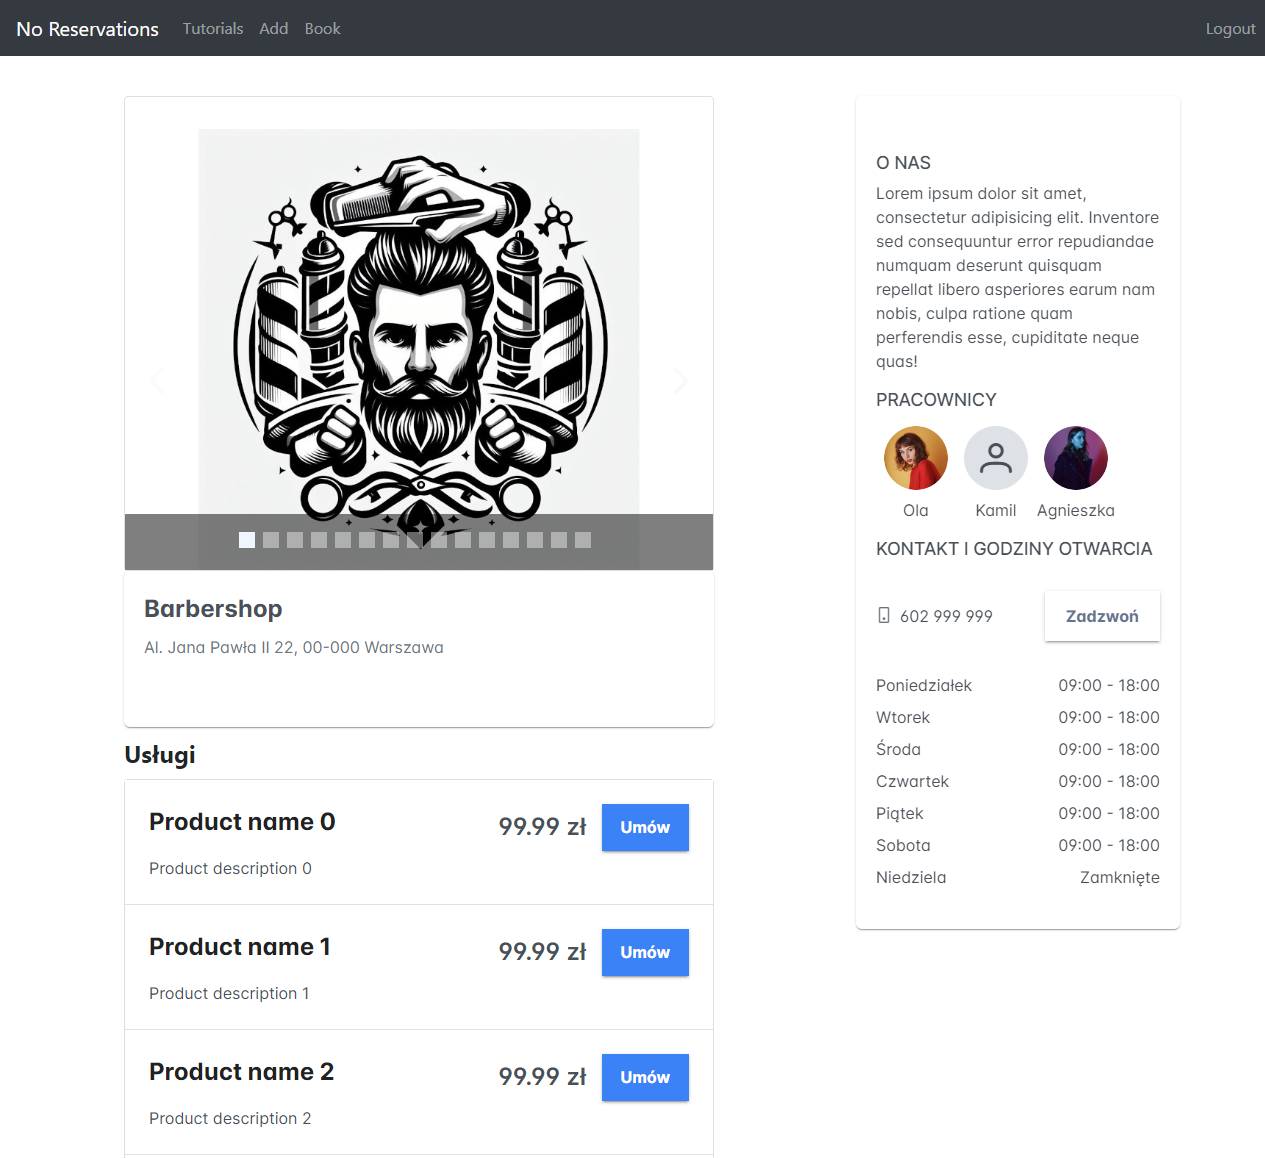 No Reservations Tutorials Add Book Logout
Barbershop
Al. Jana Pawła II 22, 00-000 Warszawa
Usługi
Product name 0 99.99 zł Umów
Product description 0
Product name 1 99.99 zł Umów
Product description 1
Product name 2 99.99 zł Umów
Product description 2
O NAS
Lorem ipsum dolor sit amet,
consectetur adipisicing elit. Inventore
sed consequuntur error repudiandae
numquam deserunt quisquam
repellat libero asperiores earum nam
nobis, culpa ratione quam
perferendis esse, cupiditate neque
quas!
PRACOWNICY
Ola Kamil Agnieszka
KONTAKT I GODZINY OTWARCIA
602 999 999 Zadzwoń
Poniedziałek 09:00 - 18:00
Wtorek 09:00 - 18:00
Środa 09:00 - 18:00
Czwartek 09:00 - 18:00
Piątek 09:00 - 18:00
Sobota 09:00 - 18:00
Niedziela Zamknięte